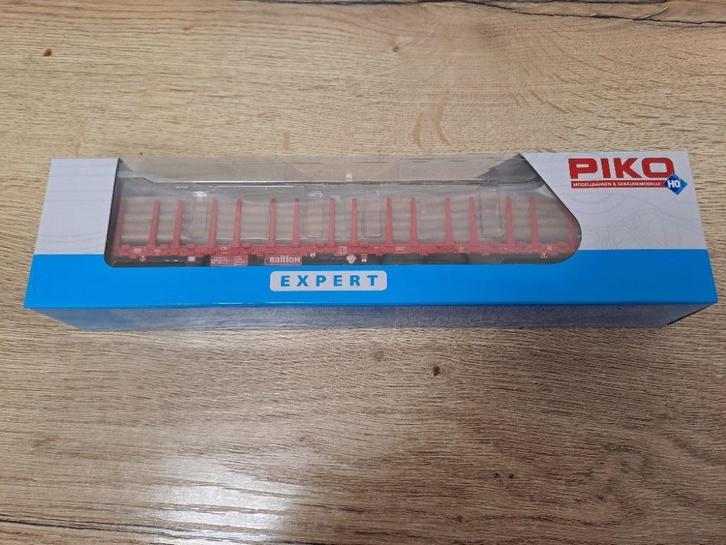 PIKO
MODELLBAHNEN & GEBÄUDEMODELLE
H0
Railion
EXPERT